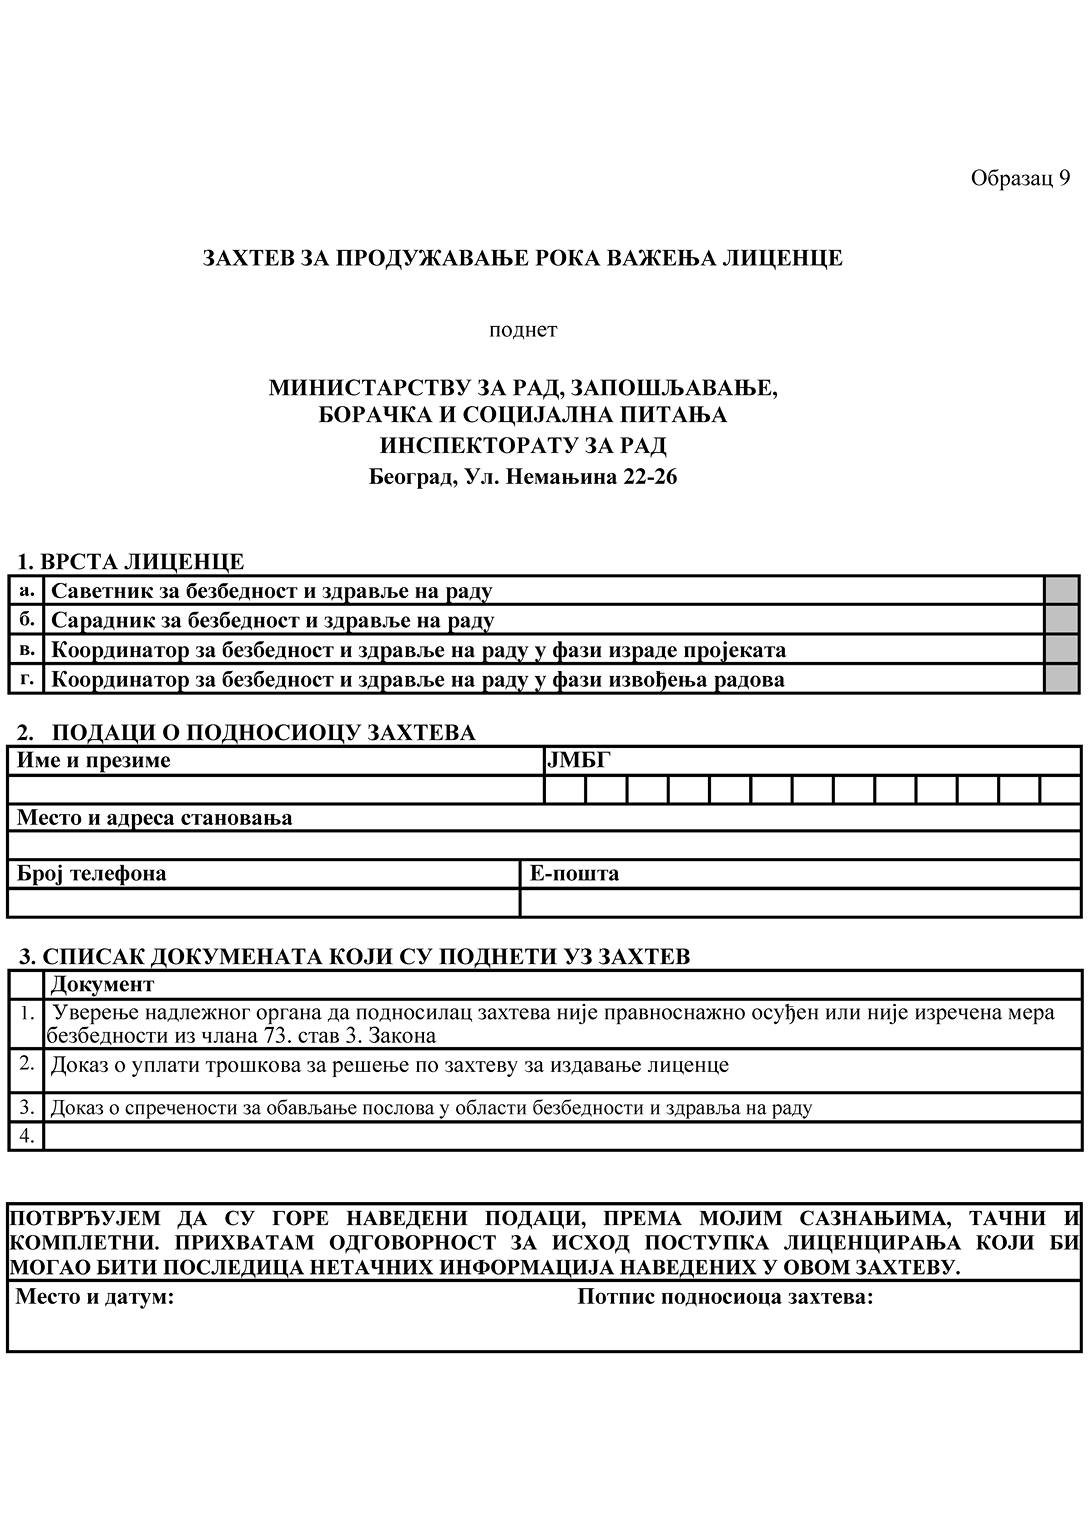 Образац 9
ЗАХТЕВ ЗА ПРОДУЖАВАЊЕ РОКА ВАЖЕЊА ЛИЦЕНЦЕ
поднет
МИНИСТАРСТВУ ЗА РАД, ЗАПОШЉАВАЊЕ,
БОРАЧКА И СОЦИЈАЛНА ПИТАЊА
ИНСПЕКТОРАТУ ЗА РАД
Београд, Ул. Немањина 22-26
1. ВРСТА ЛИЦЕНЦЕ
а. Саветник за безбедност и здравље на раду
б. Сарадник за безбедност и здравље на раду
в. Координатор за безбедност и здравље на раду у фази израде пројеката
г. Координатор за безбедност и здравље на раду у фази извођења радова
2. ПОДАЦИ О ПОДНОСИОЦУ ЗАХТЕВА
Име и презиме ЈМБГ
Место и адреса становања
Број телефона Е-пошта
3. СПИСАК ДОКУМЕНАТА КОЈИ СУ ПОДНЕТИ УЗ ЗАХТЕВ
Документ
1. Уверење надлежног органа да подносилац захтева није правоснажно осуђен или није изречена мера
безбедности из члана 73. став 3. Закона
2. Доказ о уплати трошкова за решење по захтеву за издавање лиценце
3. Доказ о спречености за обављање послова у области безбедности и здравља на раду
4.
ПОТВРЂУЈЕМ ДА СУ ГОРЕ НАВЕДЕНИ ПОДАЦИ, ПРЕМА МОЈИМ САЗНАЊИМА, ТАЧНИ И
КОМПЛЕТНИ. ПРИХВАТАМ ОДГОВОРНОСТ ЗА ИСХОД ПОСТУПКА ЛИЦЕНЦИРАЊА КОЈИ БИ
МОГАО БИТИ ПОСЛЕДИЦА НЕТАЧНИХ ИНФОРМАЦИЈА НАВЕДЕНИХ У ОВОМ ЗАХТЕВУ.
Место и датум: Потпис подносиоца захтева: